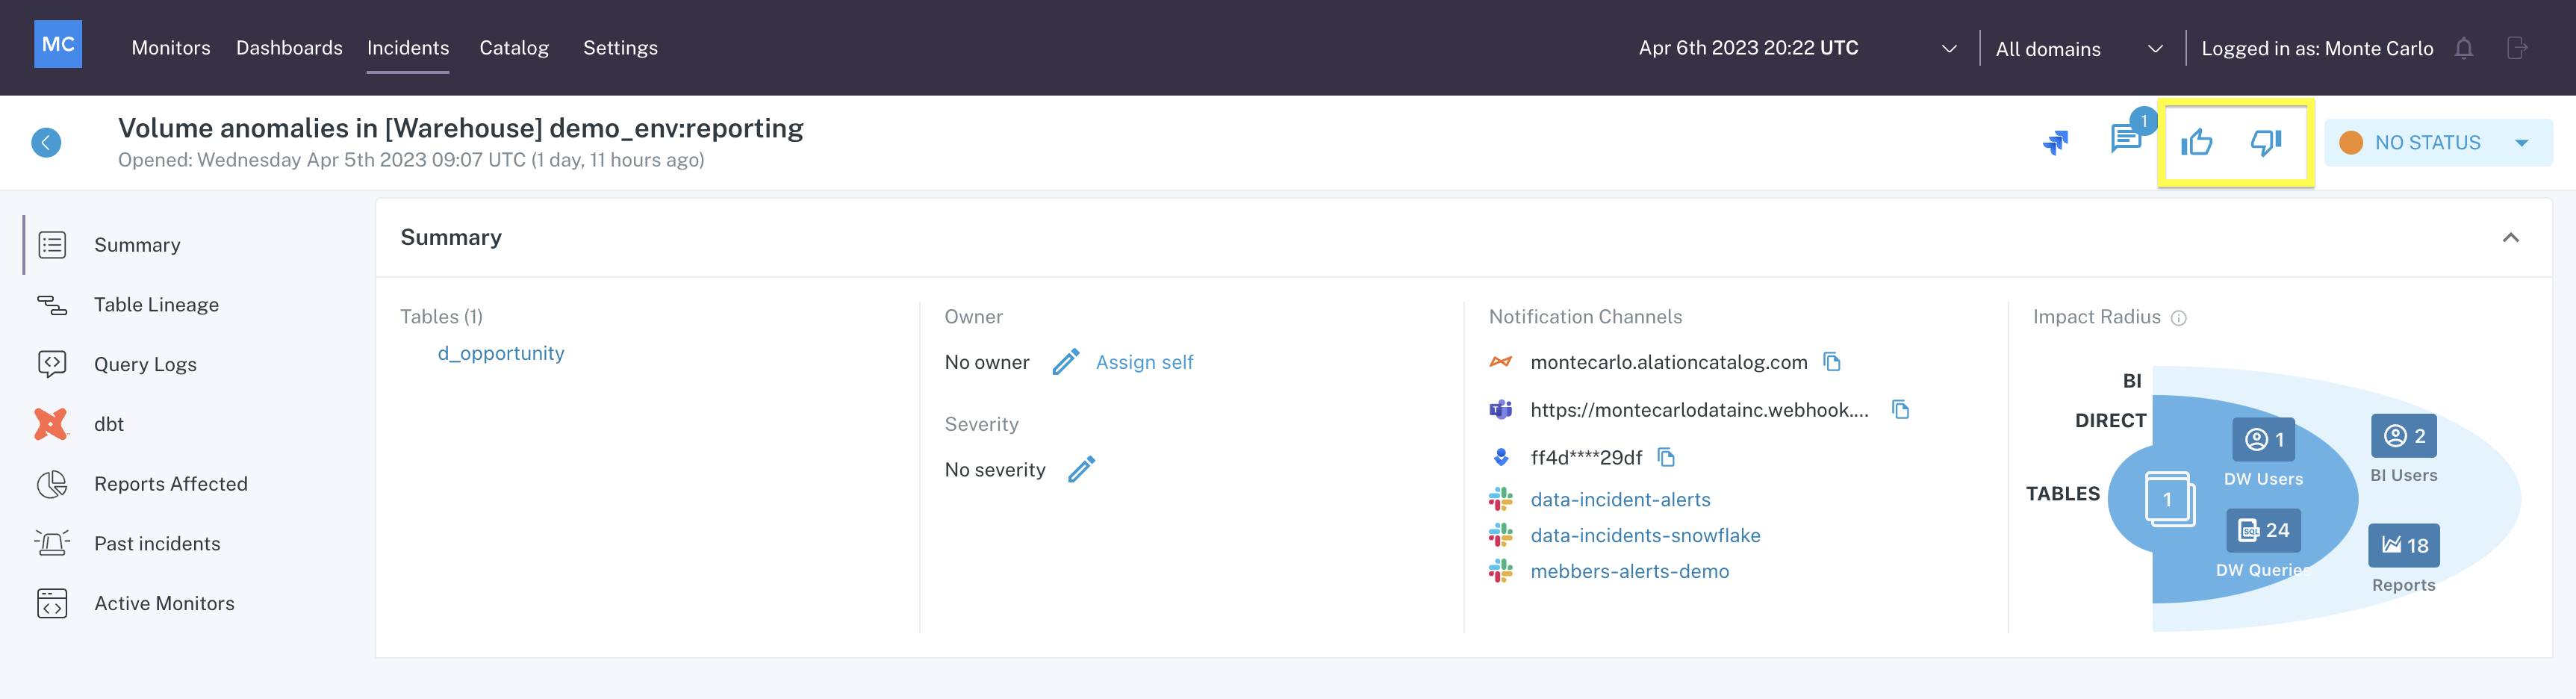 MC
Monitors Dashboards Incidents Catalog Settings
Apr 6th 2023 20:22 UTC
All domains
Logged in as: Monte Carlo
Volume anomalies in [Warehouse] demo_env:reporting
Opened: Wednesday Apr 5th 2023 09:07 UTC (1 day, 11 hours ago)
1
NO STATUS
Summary
Table Lineage
Query Logs
dbt
Reports Affected
Past incidents
Active Monitors
Summary
Tables (1)
d_opportunity
Owner
No owner Assign self
Severity
No severity
Notification Channels
montecarlo.alationcatalog.com
https://montecarlodatainc.webhook....
ff4d****29df
data-incident-alerts
data-incidents-snowflake
mebbers-alerts-demo
Impact Radius
BI
DIRECT
TABLES
1
1
DW Users
SQL 24
DW Queries
2
BI Users
18
Reports